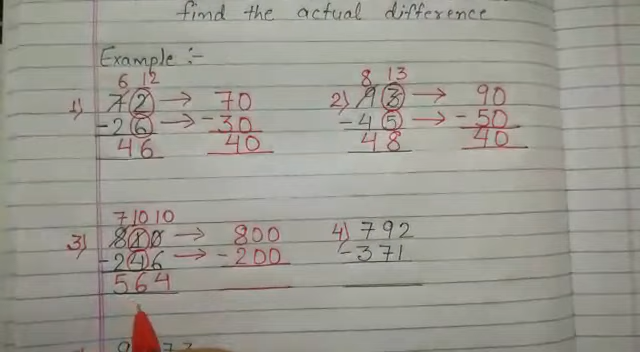 find the actual difference
Example :-
6 12 8 13
1) 72 → 70 2) 93 → 90
-26 → -30 -45 → -50
46 40 48 40
7 10 10
3) 810 → 800 4) 792
-246 → -200 -371
564